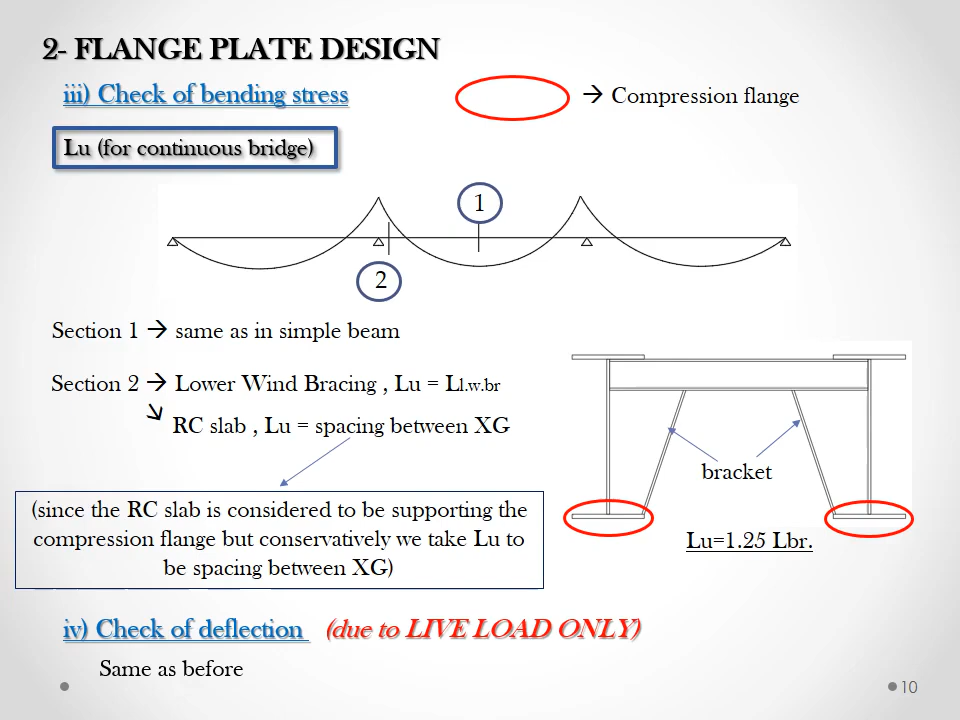 2- FLANGE PLATE DESIGN
iii) Check of bending stress
→ Compression flange
Lu (for continuous bridge)
1
2
Section 1 → same as in simple beam
Section 2 → Lower Wind Bracing , Lu = Ll.w.br
↘ RC slab , Lu = spacing between XG
bracket
(since the RC slab is considered to be supporting the
compression flange but conservatively we take Lu to
be spacing between XG)
Lu=1.25 Lbr.
iv) Check of deflection (due to LIVE LOAD ONLY)
Same as before
10